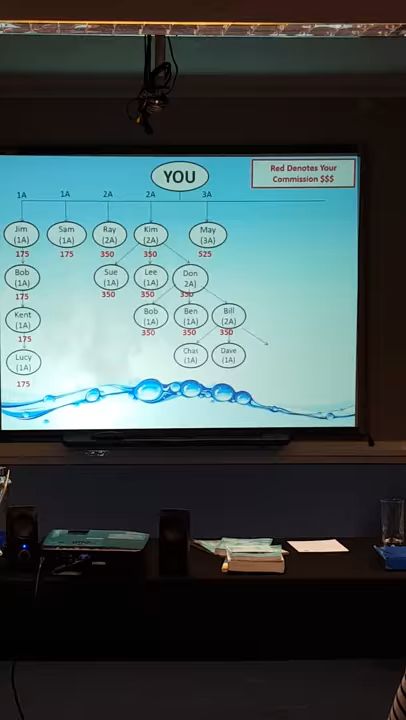 YOU
Red Denotes Your
Commission $$$
1A 1A 2A 2A 3A
Jim Sam Ray Kim May
(1A) (1A) (2A) (2A) (3A)
175 175 350 350 525
Bob Sue Lee Don
(1A) (1A) (1A) 2A)
175 350 350 350
Kent Bob Ben Bill
(1A) (1A) (1A) (2A)
175 350 350 350
Lucy Chas Dave
(1A) (1A) (1A)
175